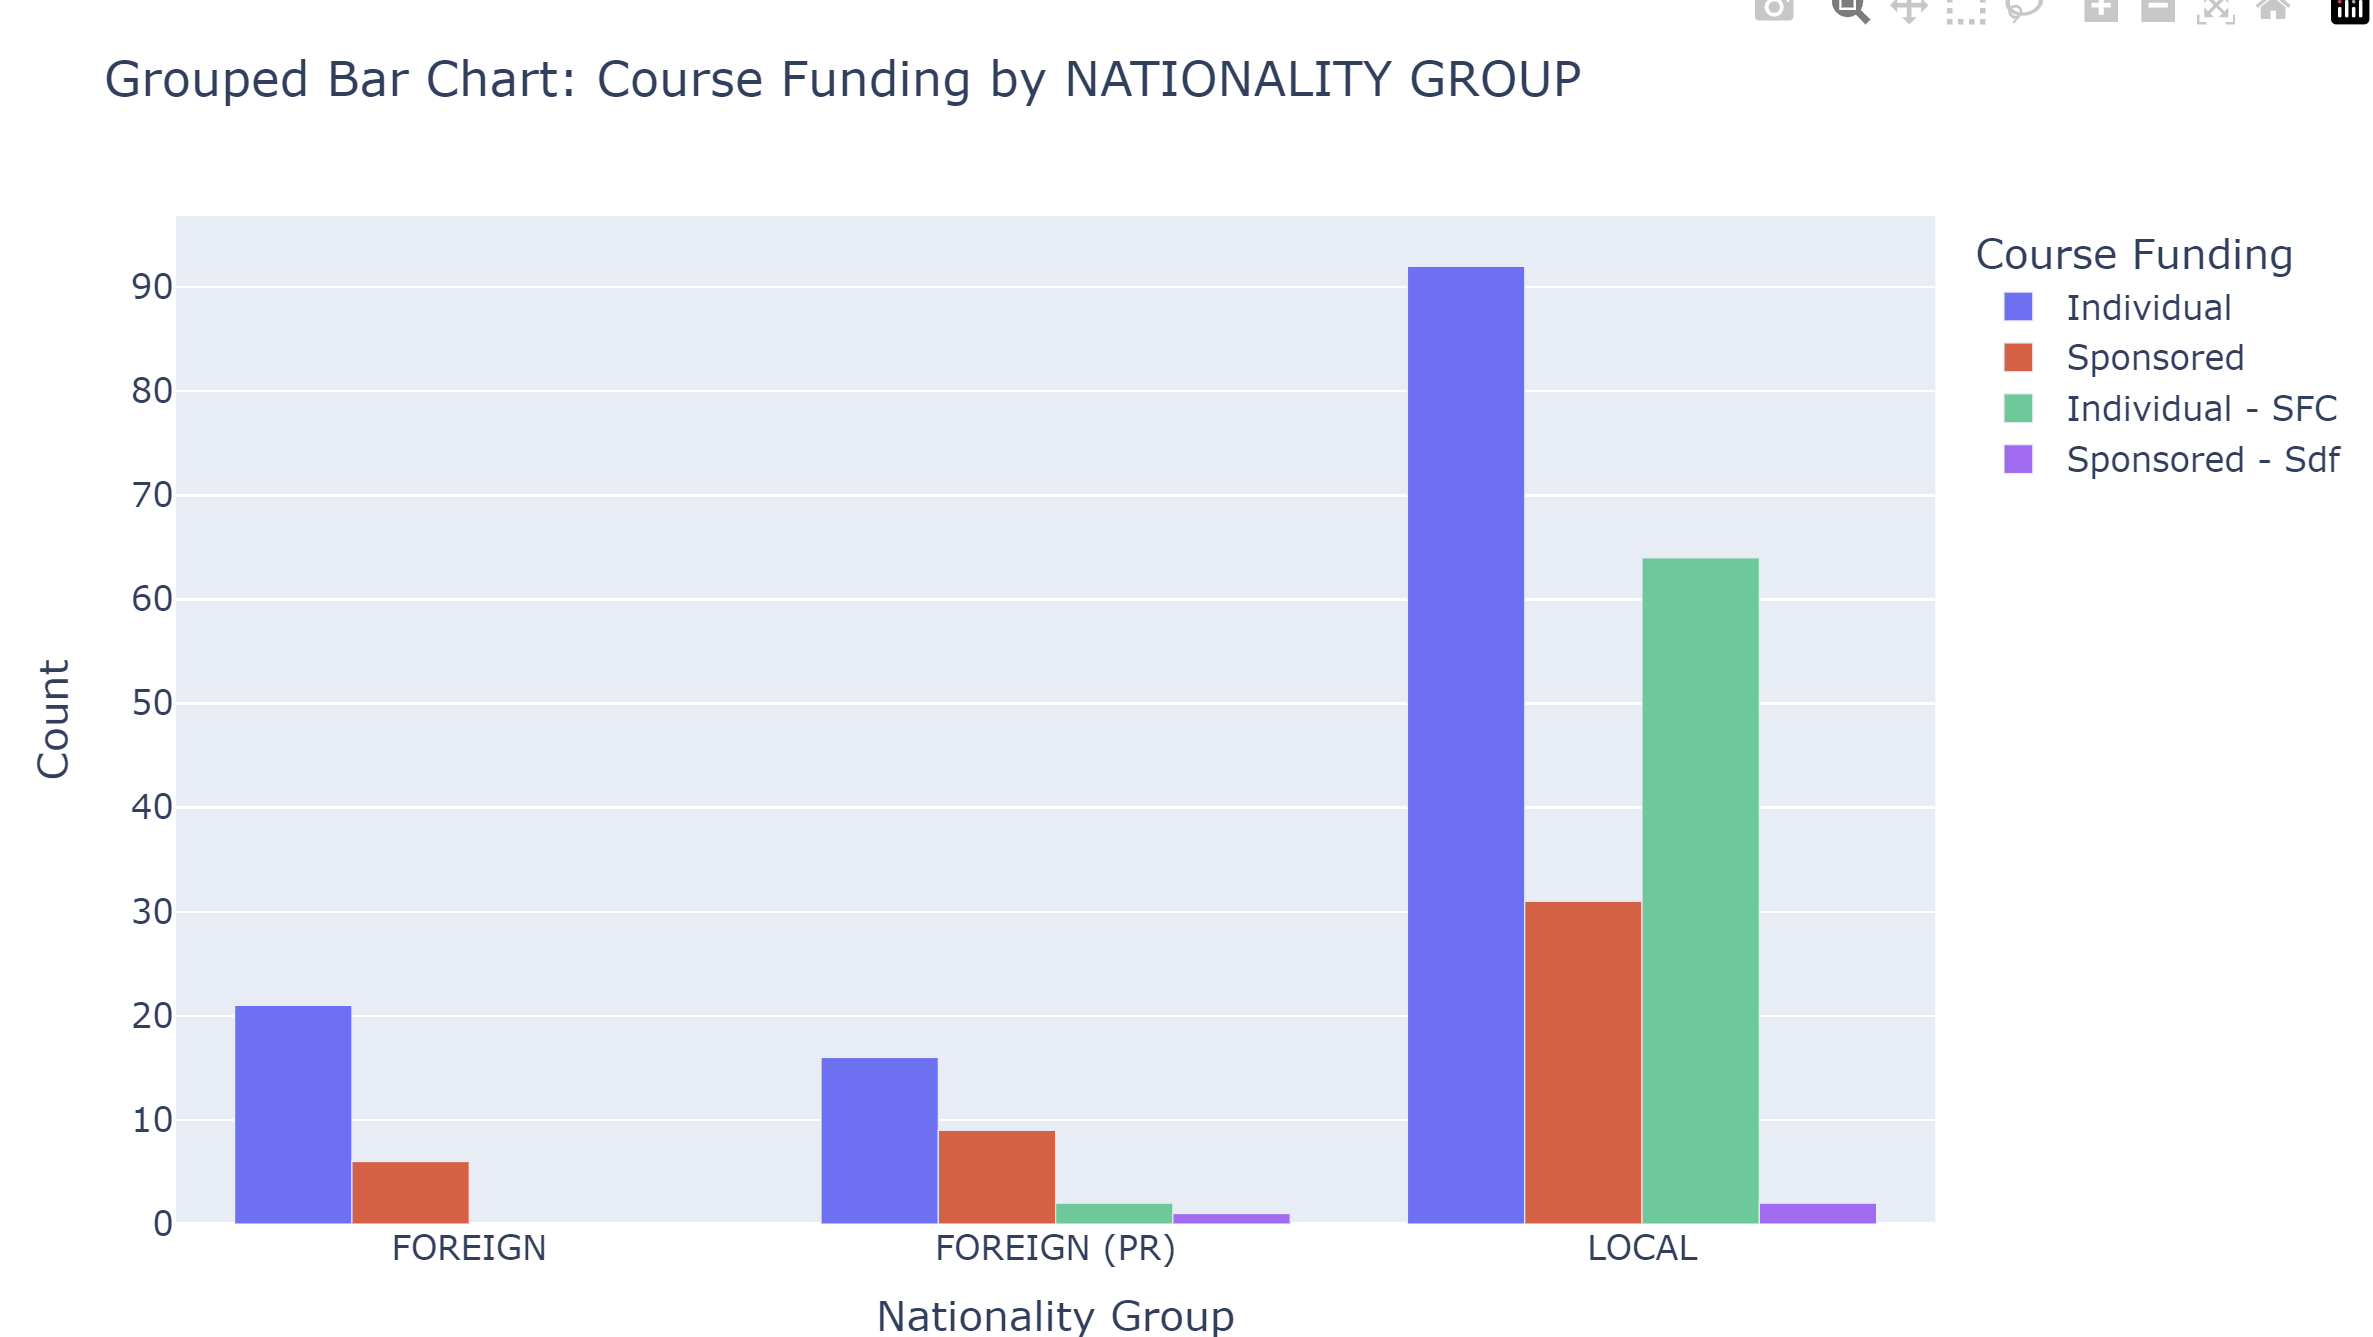 Grouped Bar Chart: Course Funding by NATIONALITY GROUP
Course Funding
Individual
Sponsored
Individual - SFC
Sponsored - Sdf
Count
90
80
70
60
50
40
30
20
10
0
FOREIGN
FOREIGN (PR)
LOCAL
Nationality Group